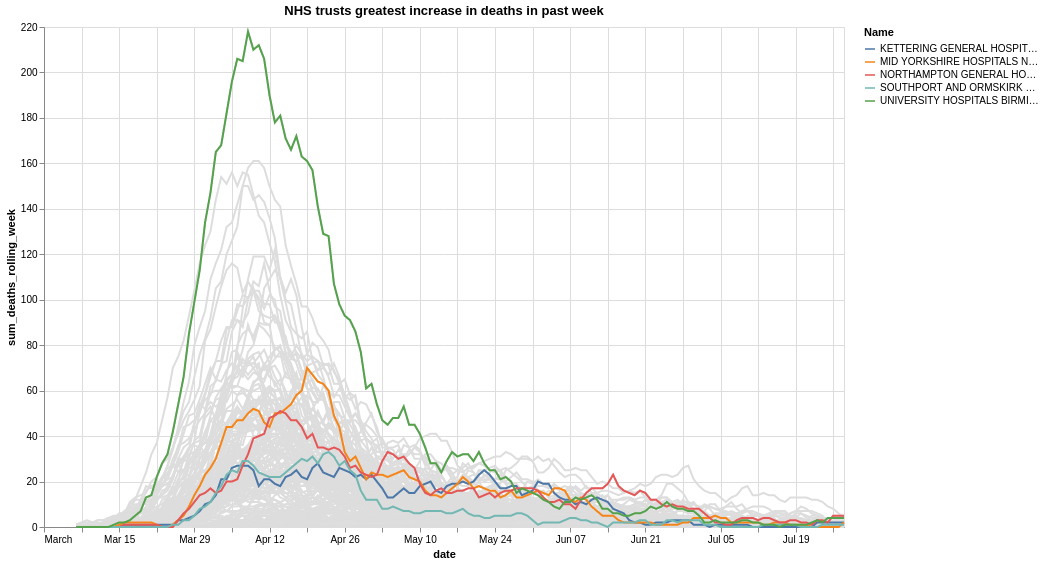 NHS trusts greatest increase in deaths in past week
220
200
180
160
140
120
100
80
60
40
20
0
sum_deaths_rolling_week
March
Mar 15
Mar 29
Apr 12
Apr 26
May 10
May 24
Jun 07
Jun 21
Jul 05
Jul 19
date
Name
KETTERING GENERAL HOSPIT…
MID YORKSHIRE HOSPITALS N…
NORTHAMPTON GENERAL HO…
SOUTHPORT AND ORMSKIRK …
UNIVERSITY HOSPITALS BIRMI…